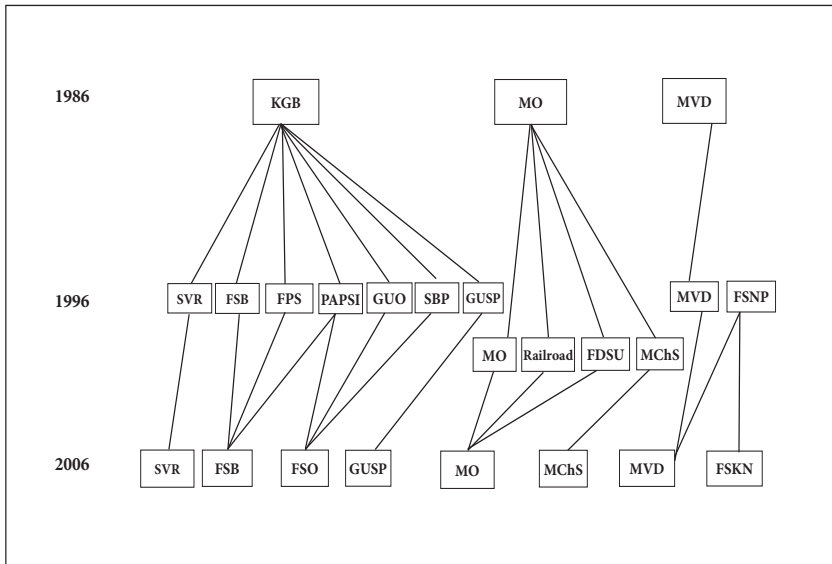 1986
KGB
MO
MVD
1996
SVR
FSB
FPS
PAPSI
GUO
SBP
GUSP
MVD
FSNP
MO
Railroad
FDSU
MChS
2006
SVR
FSB
FSO
GUSP
MO
MChS
MVD
FSKN